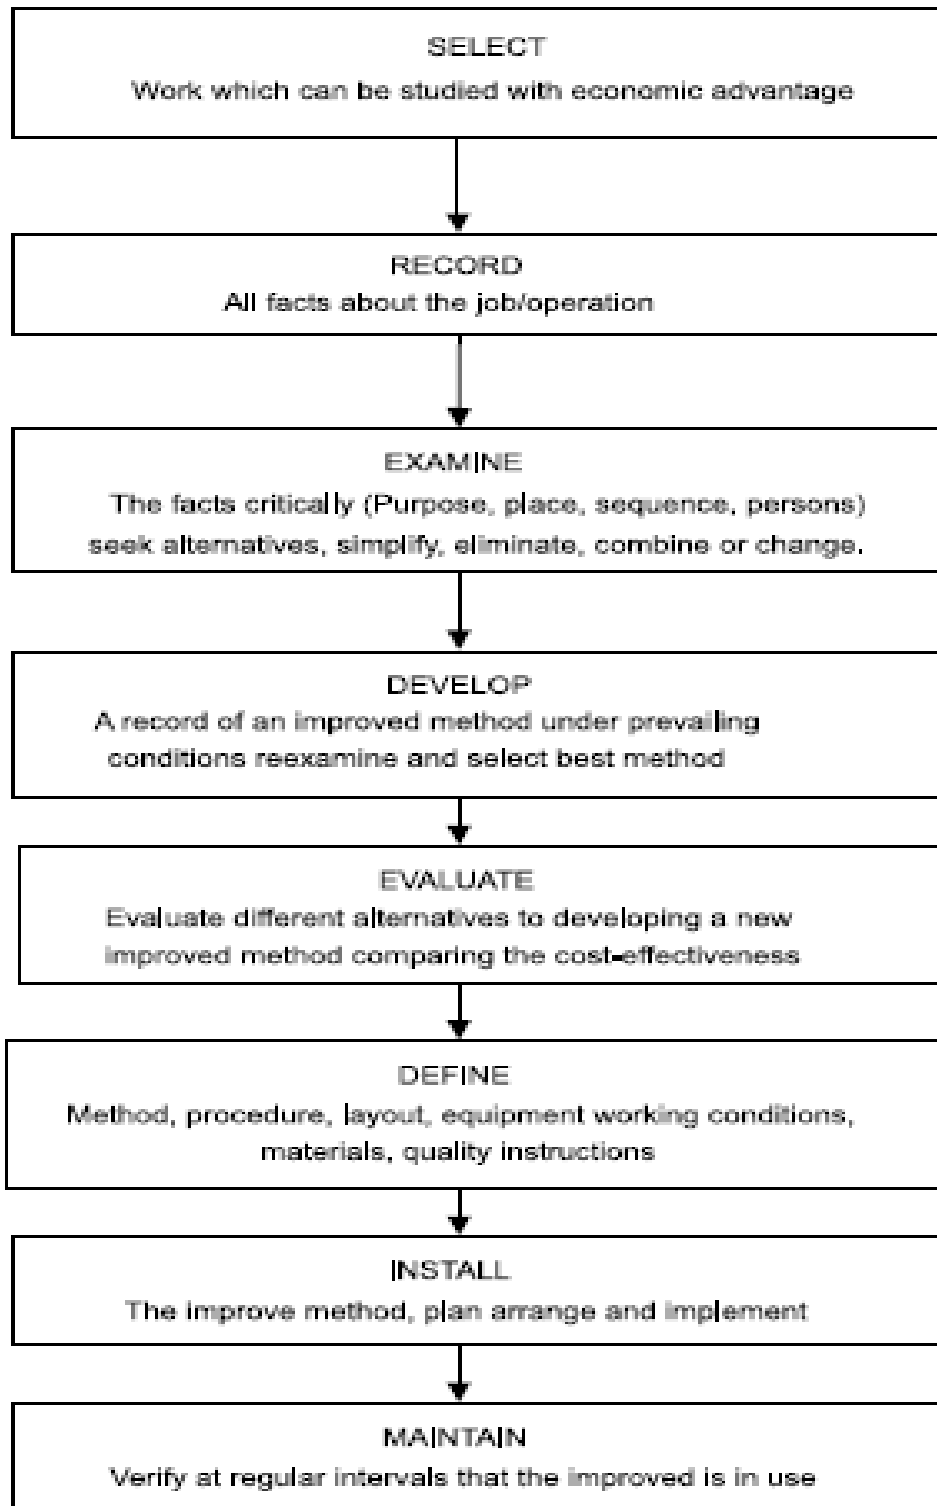 SELECT
Work which can be studied with economic advantage
RECORD
All facts about the job/operation
EXAMINE
The facts critically (Purpose, place, sequence, persons)
seek alternatives, simplify, eliminate, combine or change.
DEVELOP
A record of an improved method under prevailing
conditions reexamine and select best method
EVALUATE
Evaluate different alternatives to developing a new
improved method comparing the cost-effectiveness
DEFINE
Method, procedure, layout, equipment working conditions,
materials, quality instructions
INSTALL
The improve method, plan arrange and implement
MAINTAIN
Verify at regular intervals that the improved is in use